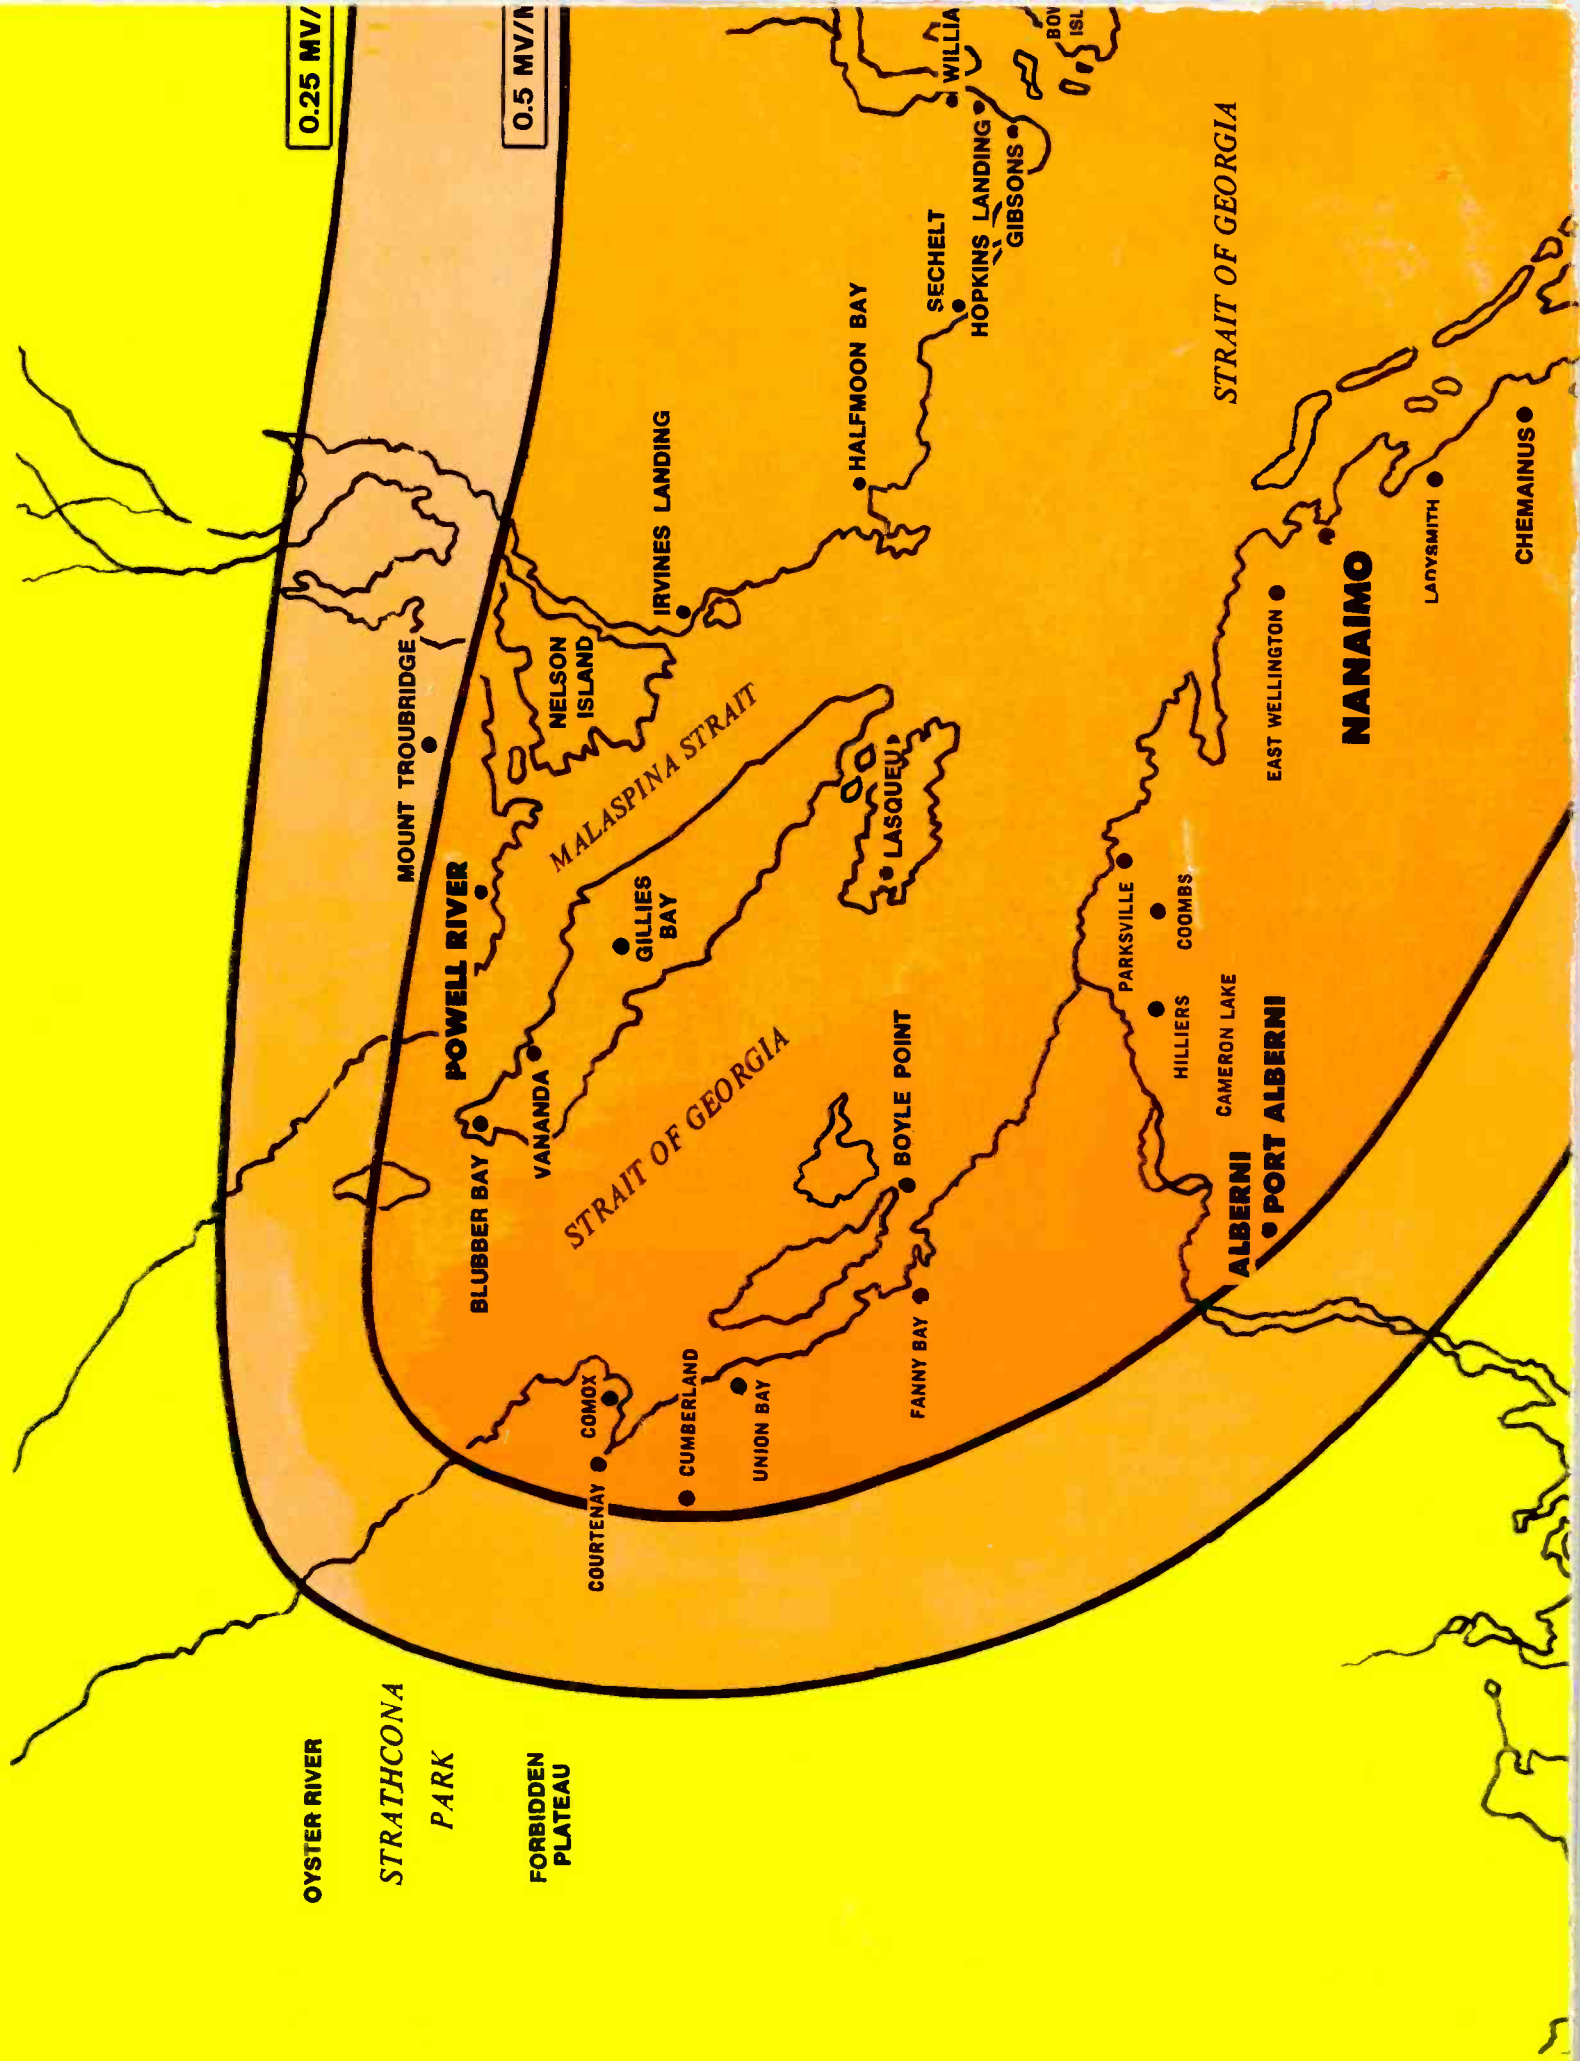 0.25 MV/
0.5 MV/M
WILLIA
BOW
ISL
HOPKINS LANDING
GIBSONS
SECHELT
HALFMOON BAY
STRAIT OF GEORGIA
IRVINES LANDING
MOUNT TROUBRIDGE
NELSON
ISLAND
MALASPINA STRAIT
POWELL RIVER
GILLIES
BAY
LASQUEU
VANANDA
BLUBBER BAY
STRAIT OF GEORGIA
BOYLE POINT
PARKSVILLE
COOMBS
HILLIERS
CAMERON LAKE
ALBERNI
PORT ALBERNI
EAST WELLINGTON
NANAIMO
LADYSMITH
CHEMAINUS
COMOX
COURTENAY
CUMBERLAND
UNION BAY
FANNY BAY
OYSTER RIVER
STRATHCONA
PARK
FORBIDDEN
PLATEAU